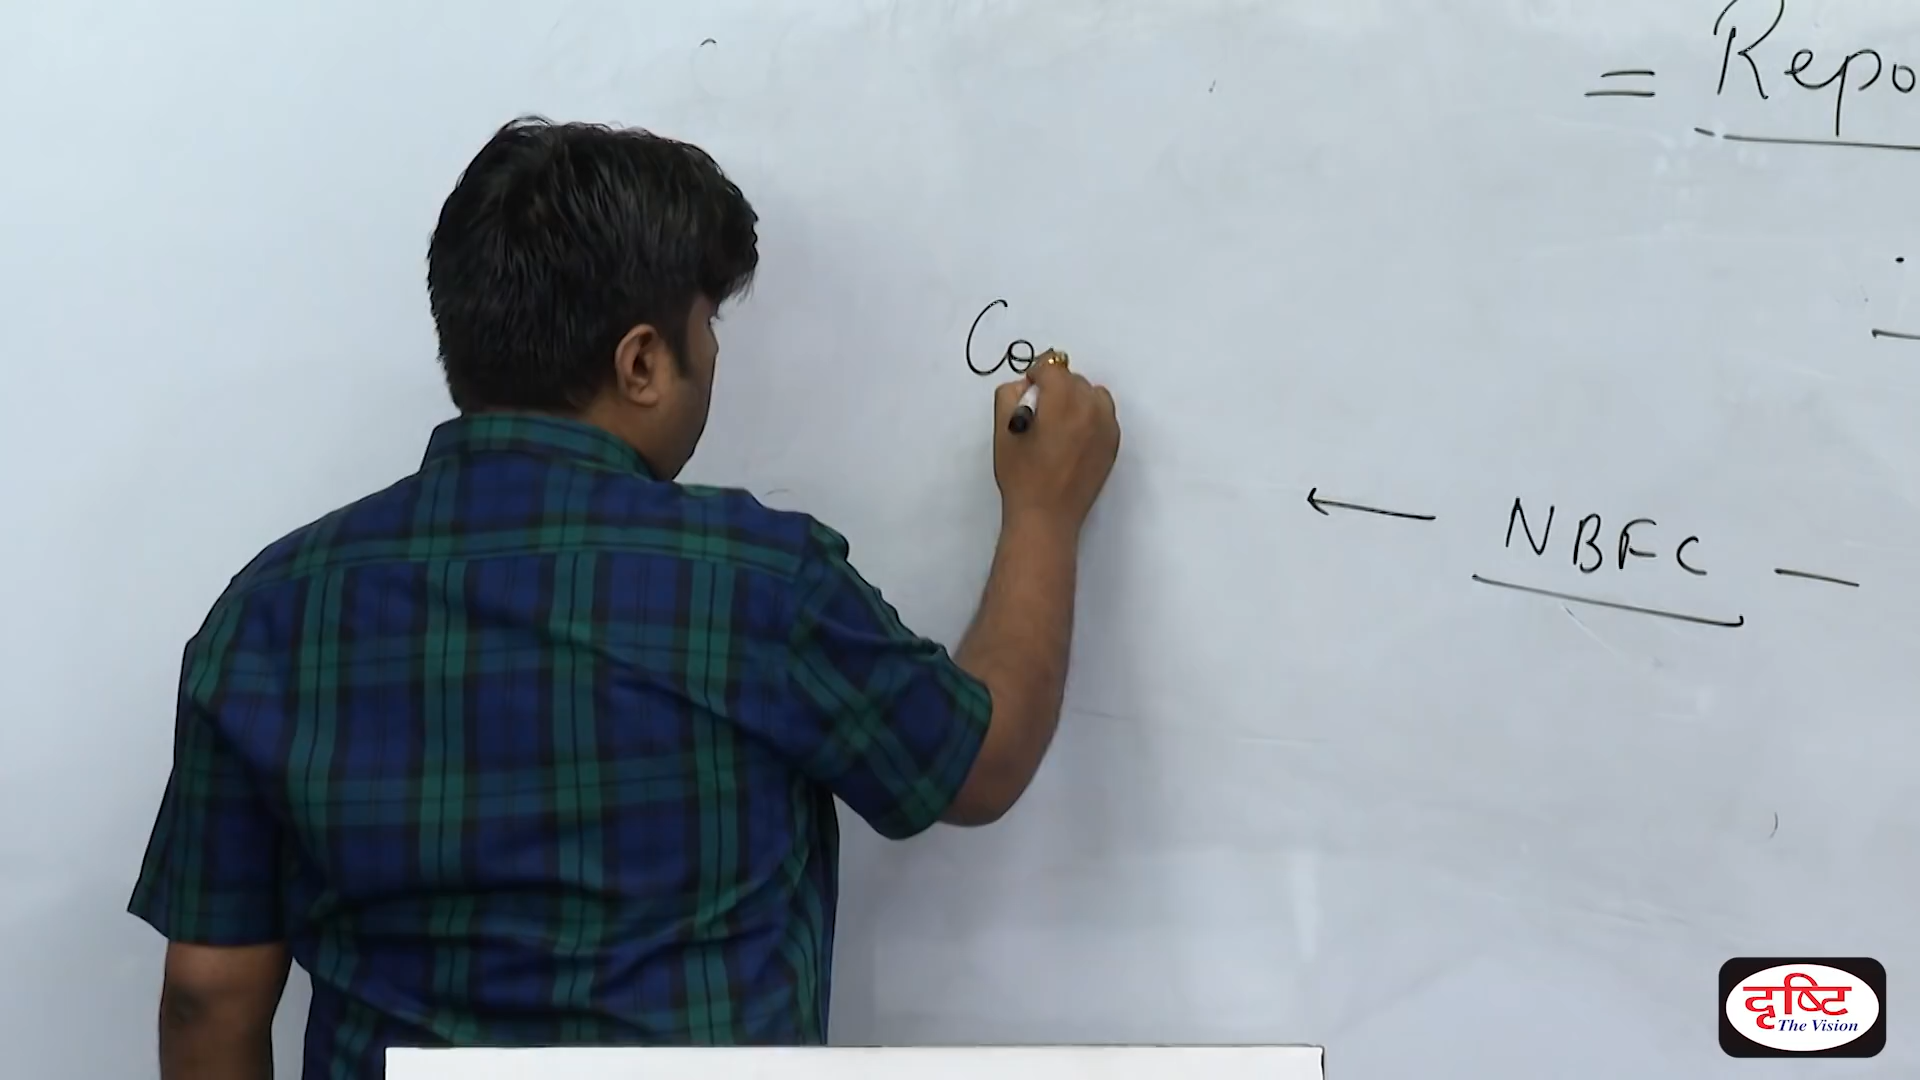 = Repo
Co
← NBFC —
दृष्टि
The Vision